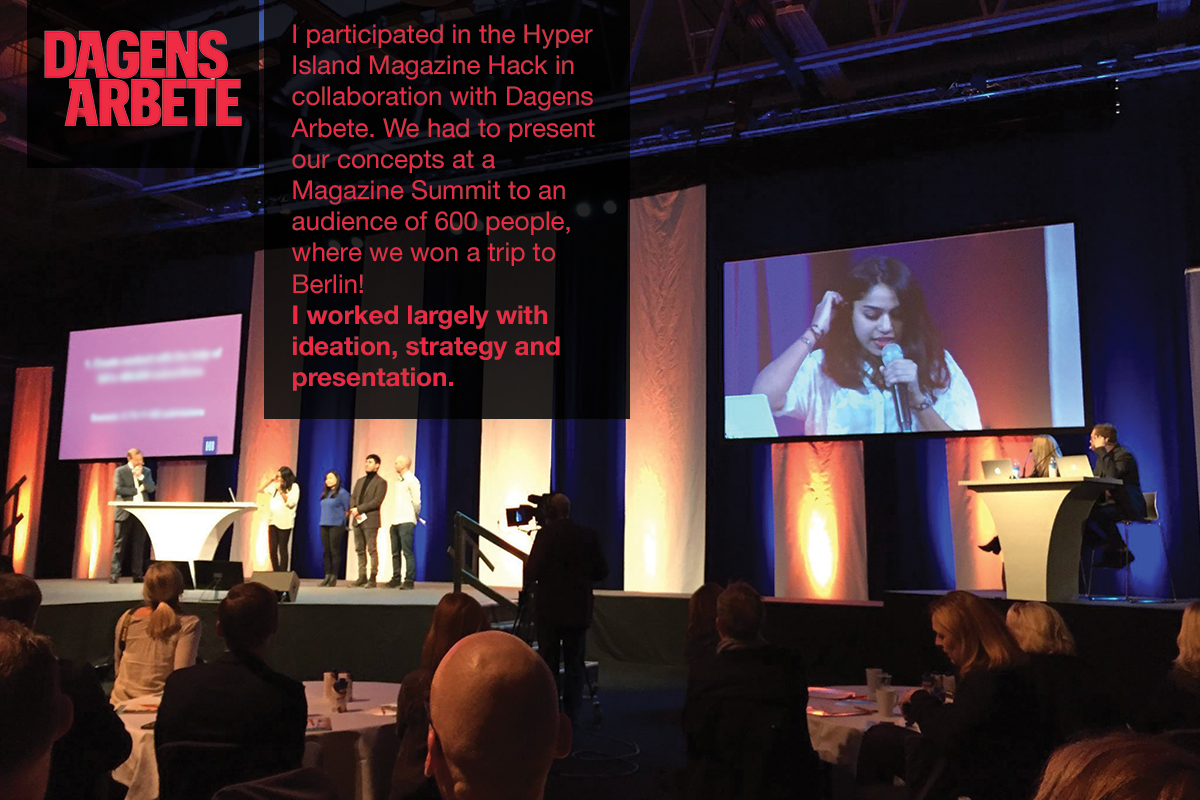 DAGENS
ARBETE
I participated in the Hyper
Island Magazine Hack in
collaboration with Dagens
Arbete. We had to present
our concepts at a
Magazine Summit to an
audience of 600 people,
where we won a trip to
Berlin!
I worked largely with
ideation, strategy and
presentation.